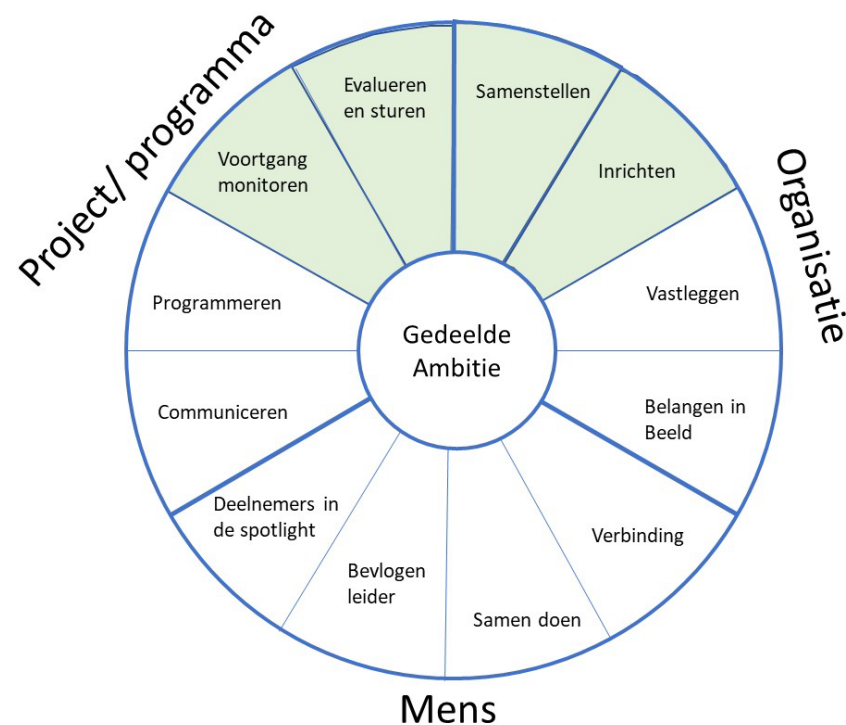 Project/ programma
Evalueren
en sturen
Samenstellen
Voortgang
monitoren
Inrichten
Organisatie
Programmeren
Vastleggen
Gedeelde
Ambitie
Communiceren
Belangen in
Beeld
Deelnemers in
de spotlight
Verbinding
Bevlogen
leider
Samen doen
Mens